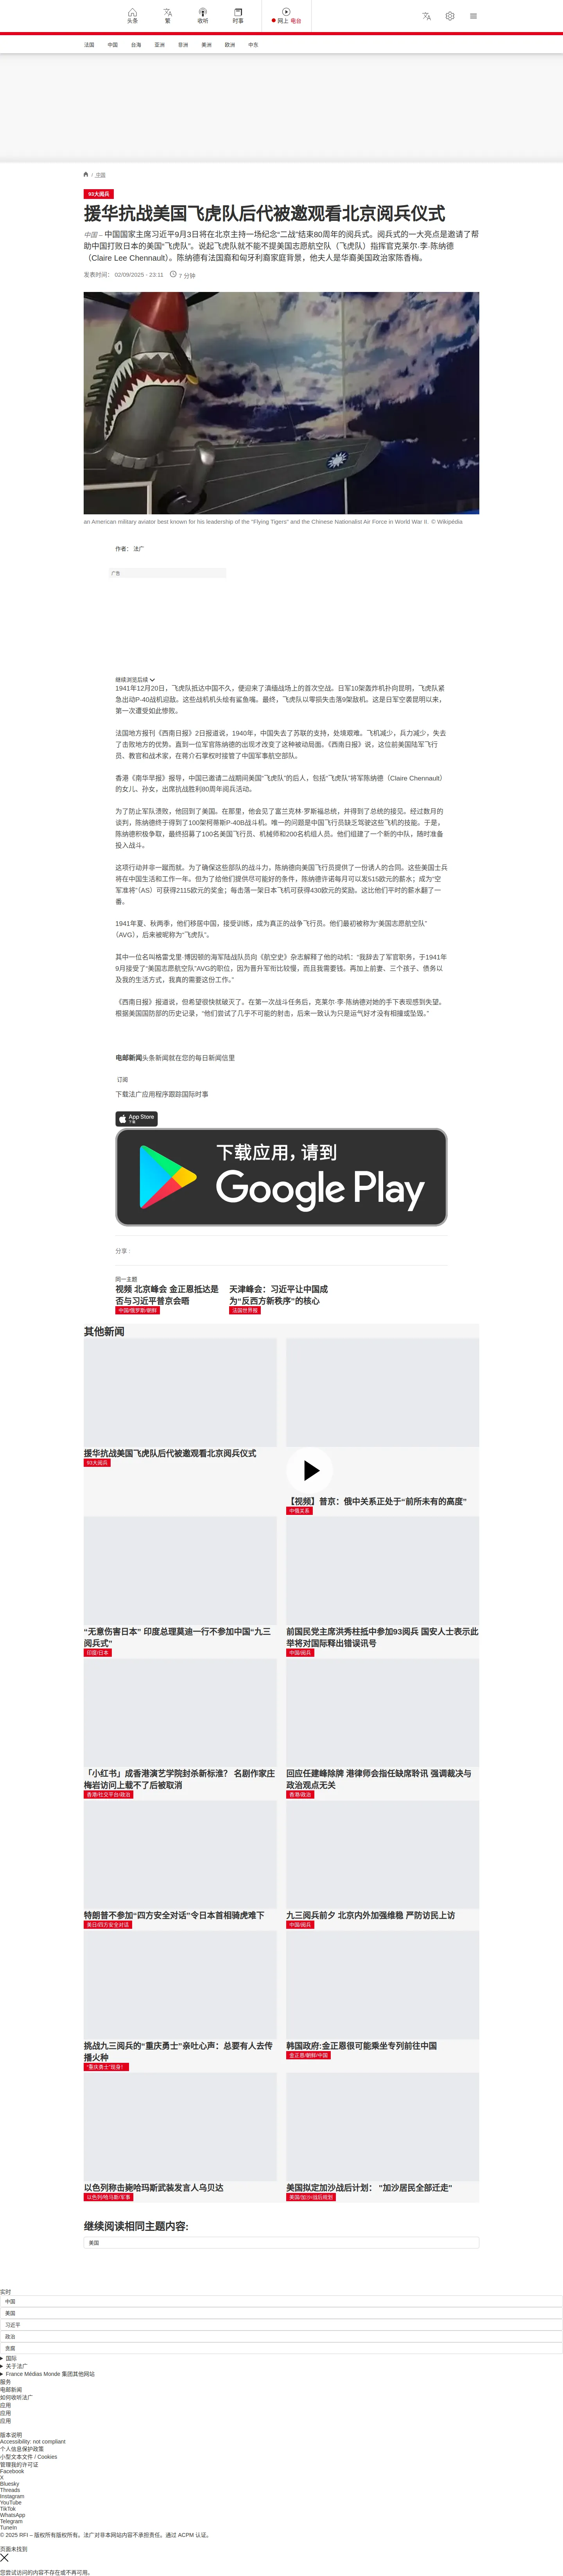 头条
繁
收听
时事
网上 电台
法国
中国
台海
亚洲
非洲
美洲
欧洲
中东
/ 中国
93大阅兵
援华抗战美国飞虎队后代被邀观看北京阅兵仪式
中国 – 中国国家主席习近平9月3日将在北京主持一场纪念“二战”结束80周年的阅兵式。阅兵式的一大亮点是邀请了帮
助中国打败日本的美国“飞虎队”。说起飞虎队就不能不提美国志愿航空队（飞虎队）指挥官克莱尔·李·陈纳德
（Claire Lee Chennault）。陈纳德有法国裔和匈牙利裔家庭背景，他夫人是华裔美国政治家陈香梅。
发表时间： 02/09/2025 - 23:11
7 分钟
an American military aviator best known for his leadership of the "Flying Tigers" and the Chinese Nationalist Air Force in World War II. © Wikipédia
作者： 法广
广告
继续浏览后续
1941年12月20日，飞虎队抵达中国不久，便迎来了滇缅战场上的首次空战。日军10架轰炸机扑向昆明，飞虎队紧
急出动P-40战机迎敌。这些战机机头绘有鲨鱼嘴。最终，飞虎队以零损失击落9架敌机。这是日军空袭昆明以来，
第一次遭受如此惨败。
法国地方报刊《西南日报》2日报道说，1940年，中国失去了苏联的支持，处境艰难。飞机减少，兵力减少，失去
了击败地方的优势。直到一位军官陈纳德的出现才改变了这种被动局面。《西南日报》说，这位前美国陆军飞行
员、教官和战术家，在蒋介石掌权时接管了中国军事航空部队。
香港《南华早报》报导，中国已邀请二战期间美国“飞虎队”的后人，包括“飞虎队”将军陈纳德（Claire Chennault）
的女儿、孙女，出席抗战胜利80周年阅兵活动。
为了防止军队溃败，他回到了美国。在那里，他会见了富兰克林·罗斯福总统，并得到了总统的接见。经过数月的
谈判，陈纳德终于得到了100架柯蒂斯P-40B战斗机。唯一的问题是中国飞行员缺乏驾驶这些飞机的技能。于是，
陈纳德积极争取，最终招募了100名美国飞行员、机械师和200名机组人员。他们组建了一个新的中队，随时准备
投入战斗。
这项行动并非一蹴而就。为了确保这些部队的战斗力，陈纳德向美国飞行员提供了一份诱人的合同。这些美国士兵
将在中国生活和工作一年。但为了给他们提供尽可能好的条件，陈纳德许诺每月可以发515欧元的薪水；成为“空
军准将”（AS）可获得2115欧元的奖金；每击落一架日本飞机可获得430欧元的奖励。这比他们平时的薪水翻了一
番。
1941年夏、秋两季，他们移居中国，接受训练，成为真正的战争飞行员。他们最初被称为“美国志愿航空队”
（AVG），后来被昵称为“飞虎队”。
其中一位名叫格雷戈里·博因顿的海军陆战队员向《航空史》杂志解释了他的动机：“我辞去了军官职务，于1941年
9月接受了“美国志愿航空队”AVG的职位，因为晋升军衔比较慢，而且我需要钱。再加上前妻、三个孩子、债务以
及我的生活方式，我真的需要这份工作。”
《西南日报》报道说，但希望很快就破灭了。在第一次战斗任务后，克莱尔·李·陈纳德对她的手下表现感到失望。
根据美国国防部的历史记录，“他们尝试了几乎不可能的射击，后来一致认为只是运气好才没有相撞或坠毁。”
电邮新闻头条新闻就在您的每日新闻信里
订阅
下载法广应用程序跟踪国际时事
App Store
下载
下载应用，请到
Google Play
分享 :
同一主题
视频 北京峰会 金正恩抵达是
否与习近平普京会晤
中国/俄罗斯/朝鲜
天津峰会：习近平让中国成
为“反西方新秩序”的核心
法国世界报
其他新闻
援华抗战美国飞虎队后代被邀观看北京阅兵仪式
93大阅兵
【视频】普京：俄中关系正处于“前所未有的高度”
中俄关系
“无意伤害日本” 印度总理莫迪一行不参加中国“九三
阅兵式”
印度/日本
前国民党主席洪秀柱抵中参加93阅兵 国安人士表示此
举将对国际释出错误讯号
中国/阅兵
「小红书」成香港演艺学院封杀新标淮？ 名剧作家庄
梅岩访问上载不了后被取消
香港/社交平台/政治
回应任建峰除牌 港律师会指任缺席聆讯 强调裁决与
政治观点无关
香港/政治
特朗普不参加“四方安全对话”令日本首相骑虎难下
美日/四方安全对话
九三阅兵前夕 北京内外加强维稳 严防访民上访
中国/阅兵
挑战九三阅兵的“重庆勇士”亲吐心声：总要有人去传
播火种
“重庆勇士”现身！
韩国政府:金正恩很可能乘坐专列前往中国
金正恩/朝鲜/中国
以色列称击毙哈玛斯武装发言人乌贝达
以色列/哈马斯/军事
美国拟定加沙战后计划： “加沙居民全部迁走”
美国/加沙/战后规划
继续阅读相同主题内容:
美国
实时
中国
美国
习近平
政治
贪腐
国际
关于法广
France Médias Monde 集团其他网站
服务
电邮新闻
如何收听法广
应用
应用
应用
版本说明
Accessibility: not compliant
个人信息保护政策
小型文本文件 / Cookies
管理我的许可证
Facebook
X
Bluesky
Threads
Instagram
YouTube
TikTok
WhatsApp
Telegram
TuneIn
© 2025 RFI – 版权所有版权所有。法广对非本网站内容不承担责任。通过 ACPM 认证。
页面未找到
您尝试访问的内容不存在或不再可用。